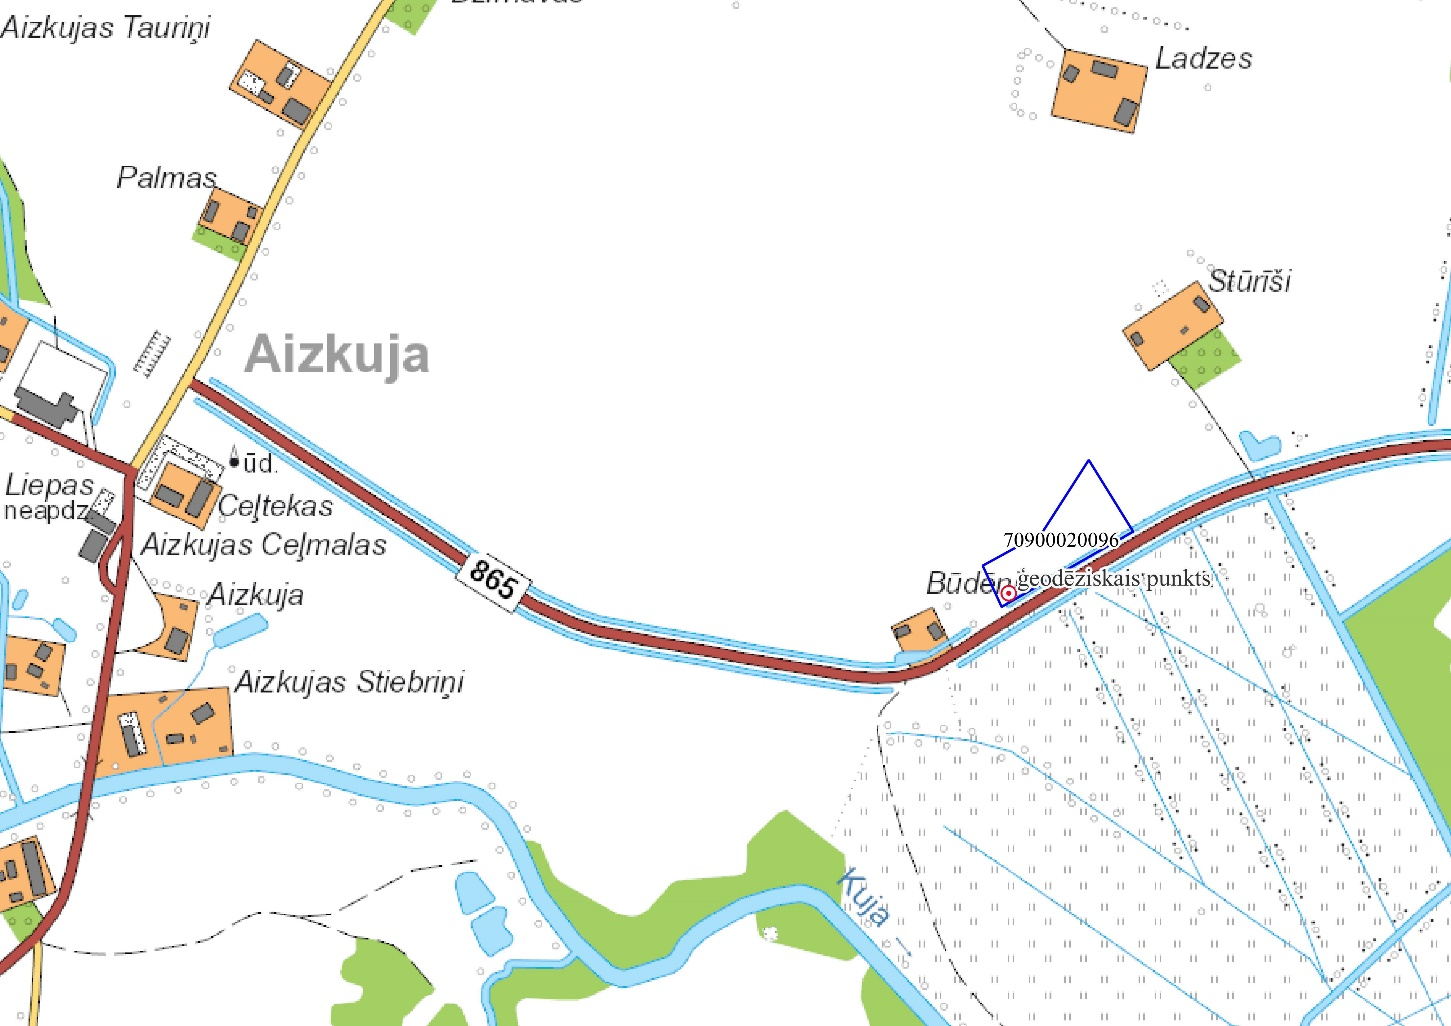 Aizkujas Tauriņi
Ladzes
Palmas
Stūrīši
Aizkuja
ūd.
Liepas
neapdz.
Ceļtekas
Aizkujas Ceļmalas
70900020096
865
ģeodēziskais punkts
Aizkuja
Aizkujas Stiebriņi
Kuja